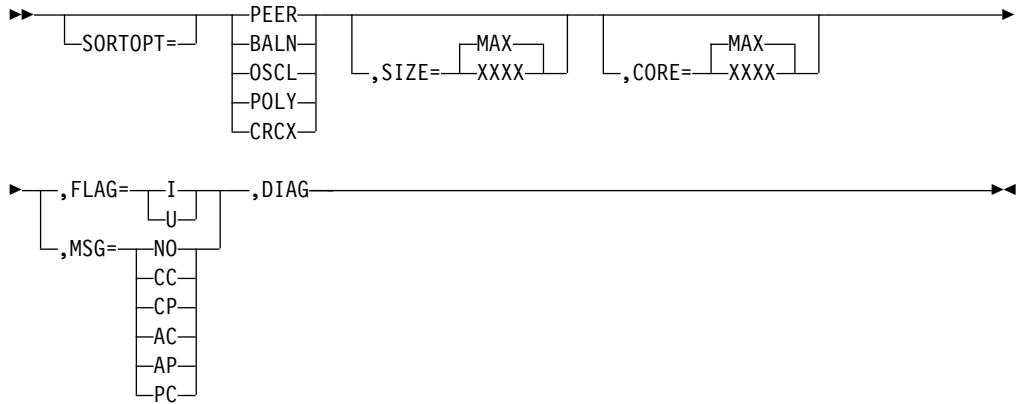 PEER
SORTOPT= BALN MAX MAX
OSCL ,SIZE= XXXX ,CORE= XXXX
POLY
CRCX
,FLAG= I ,DIAG
U
,MSG= NO
CC
CP
AC
AP
PC